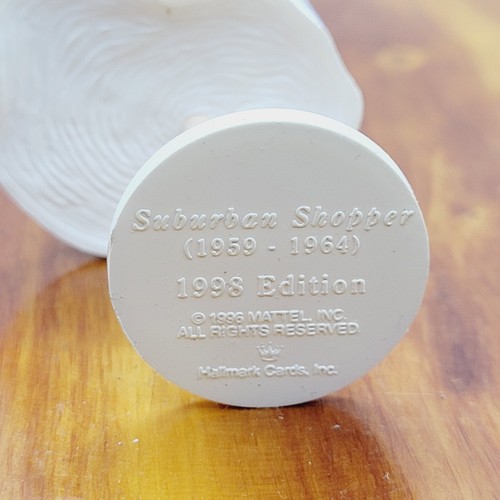 Suburban Shopper
(1959 - 1964)
1998 Edition
© 1996 MATTEL, INC.
ALL RIGHTS RESERVED
Hallmark Cards, Inc.